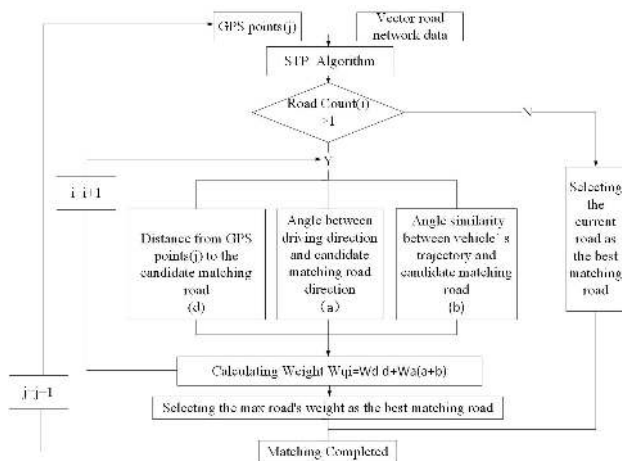 GPS points(j)
Vector road
network data
STP Algorithm
Road Count(i)
>1
N
Y
i=i+1
Distance from GPS
points(j) to the
candidate matching
road
(d)
Angle between
driving direction
and candidate
matching road
direction
(a)
Angle similarity
between vehicle's
trajectory and
candidate matching
road
(b)
Selecting
the
current
road as
the best
matching
road
Calculating Weight Wqi=Wd d+Wa(a+b)
j=j+1
Selecting the max road's weight as the best matching road
Matching Completed